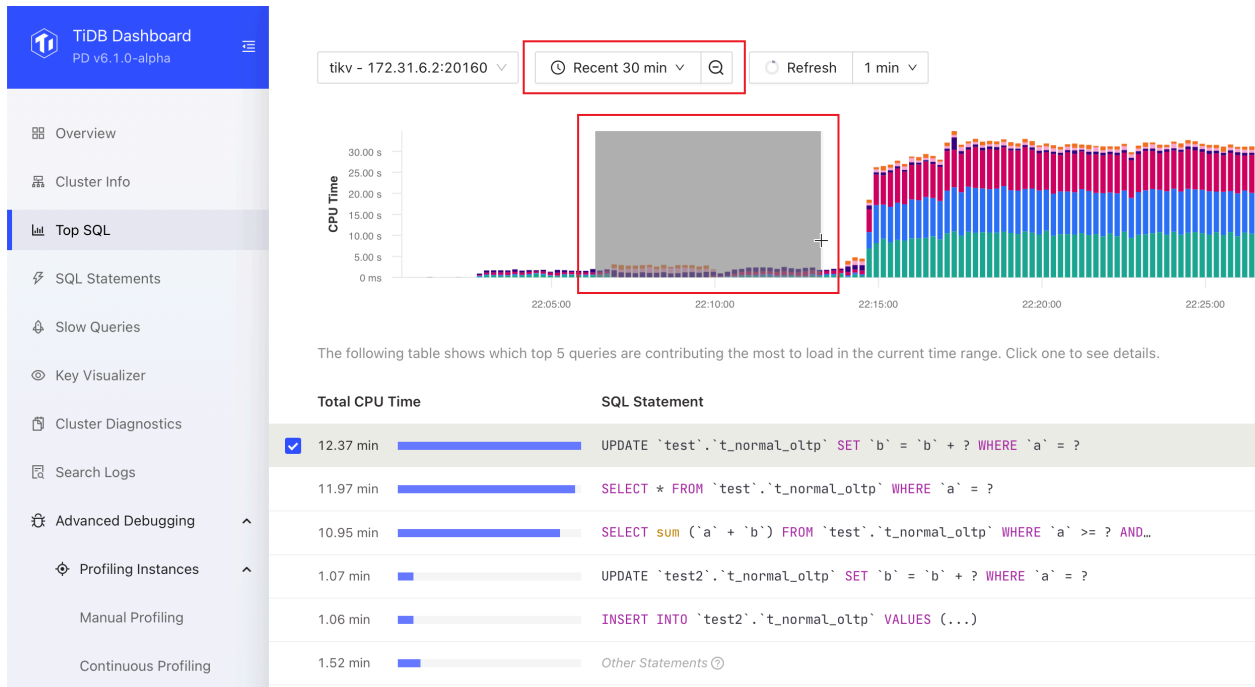 TiDB Dashboard
PD v6.1.0-alpha
Overview
Cluster Info
Top SQL
SQL Statements
Slow Queries
Key Visualizer
Cluster Diagnostics
Search Logs
Advanced Debugging
Profiling Instances
Manual Profiling
Continuous Profiling
tikv - 172.31.6.2:20160
Recent 30 min
Refresh
1 min
CPU Time
30.00 s
25.00 s
20.00 s
15.00 s
10.00 s
5.00 s
0 ms
22:05:00 22:10:00 22:15:00 22:20:00 22:25:00
The following table shows which top 5 queries are contributing the most to load in the current time range. Click one to see details.
Total CPU Time SQL Statement
12.37 min UPDATE `test`.`t_normal_oltp` SET `b` = `b` + ? WHERE `a` = ?
11.97 min SELECT * FROM `test`.`t_normal_oltp` WHERE `a` = ?
10.95 min SELECT sum (`a` + `b`) FROM `test`.`t_normal_oltp` WHERE `a` >= ? AND…
1.07 min UPDATE `test2`.`t_normal_oltp` SET `b` = `b` + ? WHERE `a` = ?
1.06 min INSERT INTO `test2`.`t_normal_oltp` VALUES (...)
1.52 min Other Statements